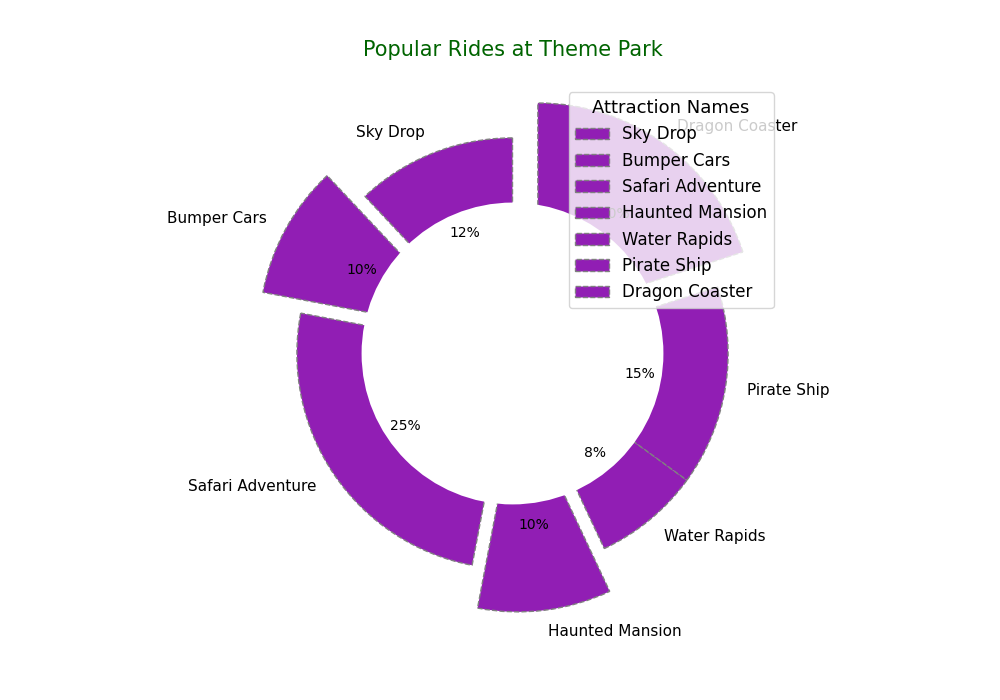 Popular Rides at Theme Park
Sky Drop
Bumper Cars
Safari Adventure
Haunted Mansion
Water Rapids
Pirate Ship
Dragon Coaster
12%
10%
25%
10%
8%
15%
Attraction Names
Sky Drop
Bumper Cars
Safari Adventure
Haunted Mansion
Water Rapids
Pirate Ship
Dragon Coaster